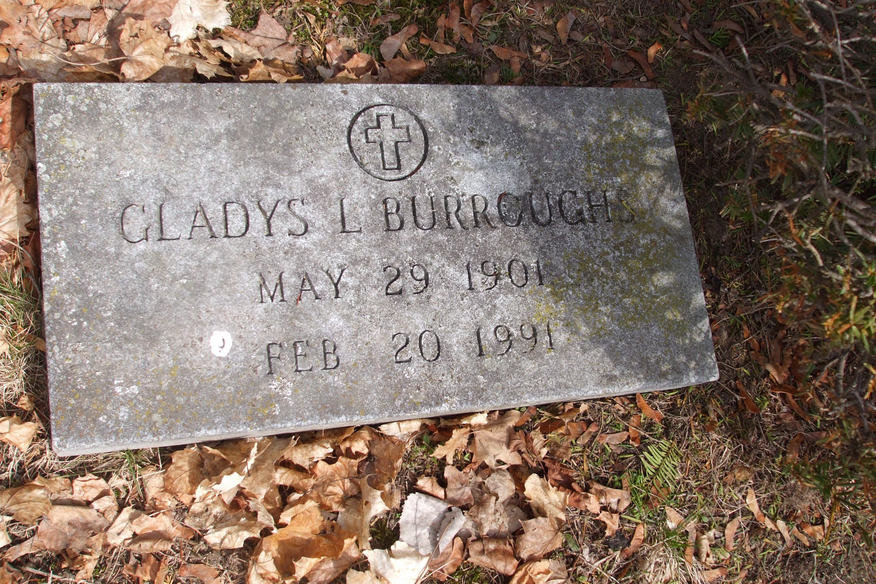 GLADYS L BURROUGHS
MAY 29 1901
FEB 20 1991